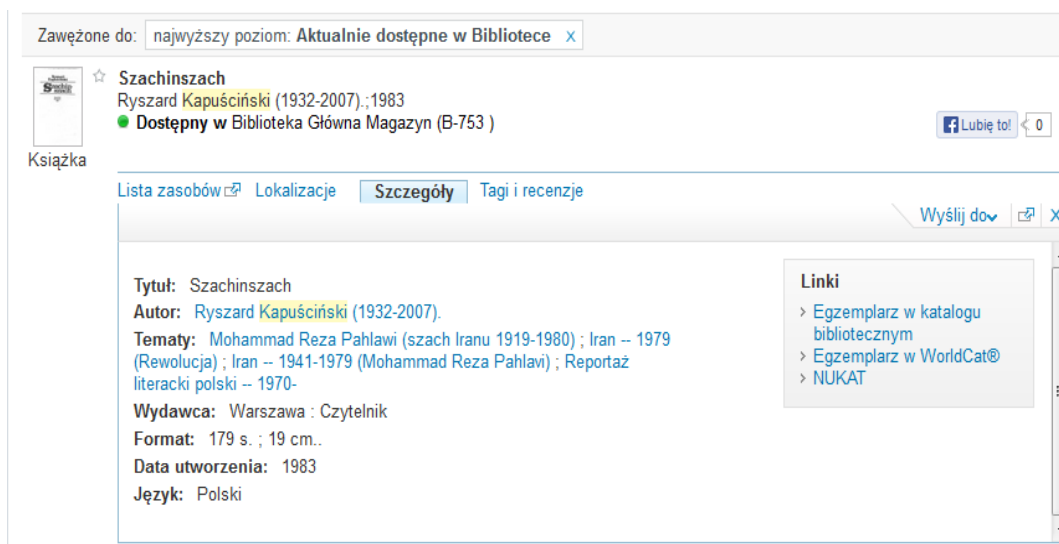 Zawężone do: najwyższy poziom: Aktualnie dostępne w Bibliotece x
Szachinszach
Ryszard Kapuściński (1932-2007).;1983
Dostępny w Biblioteka Główna Magazyn (B-753 )
Lubię to! 0
Książka
Lista zasobów Lokalizacje Szczegóły Tagi i recenzje
Wyślij do X
Tytuł: Szachinszach
Autor: Ryszard Kapuściński (1932-2007).
Tematy: Mohammad Reza Pahlawi (szach Iranu 1919-1980) ; Iran -- 1979
(Rewolucja) ; Iran -- 1941-1979 (Mohammad Reza Pahlavi) ; Reportaż
literacki polski -- 1970-
Wydawca: Warszawa : Czytelnik
Format: 179 s. ; 19 cm..
Data utworzenia: 1983
Język: Polski
Linki
Egzemplarz w katalogu
bibliotecznym
Egzemplarz w WorldCat®
NUKAT